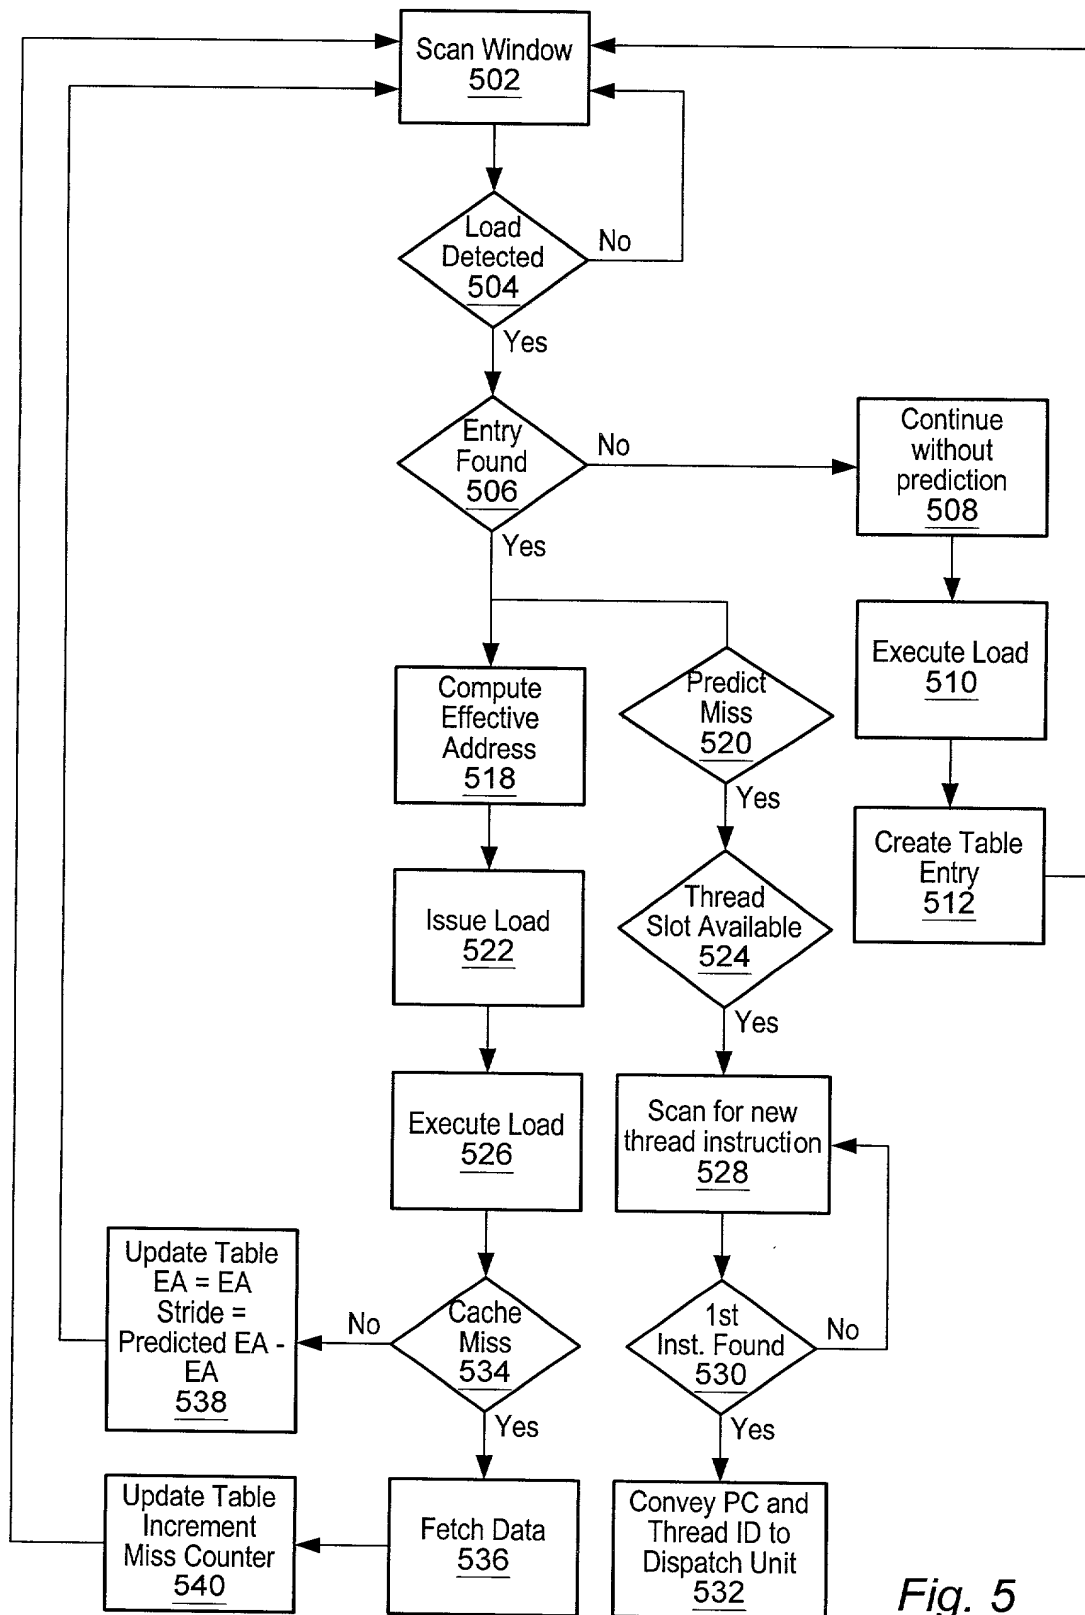 Scan Window
502
Load
Detected
504
No
Yes
Entry
Found
506
No
Yes
Continue
without
prediction
508
Execute Load
510
Create Table
Entry
512
Compute
Effective
Address
518
Predict
Miss
520
Yes
Issue Load
522
Thread
Slot Available
524
Yes
Execute Load
526
Scan for new
thread instruction
528
Update Table
EA = EA
Stride =
Predicted EA -
EA
538
No
Cache
Miss
534
Yes
1st
Inst. Found
530
No
Yes
Update Table
Increment
Miss Counter
540
Fetch Data
536
Convey PC and
Thread ID to
Dispatch Unit
532
Fig. 5